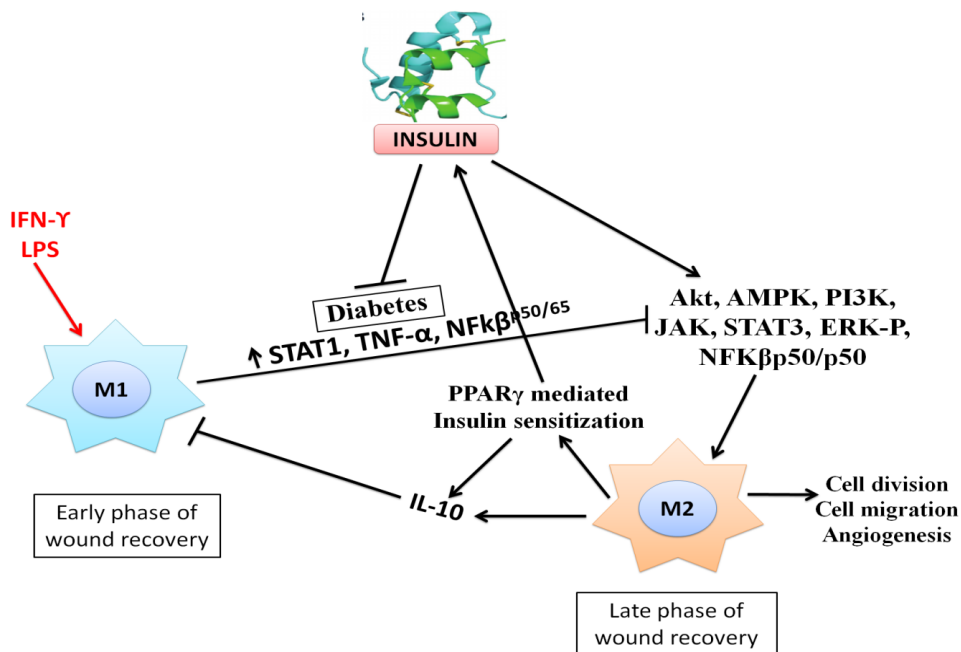 INSULIN
IFN-ϒ
LPS
Diabetes
↑ STAT1, TNF-α, NFkβp50/65
Akt, AMPK, PI3K,
JAK, STAT3, ERK-P,
NFKβp50/p50
M1
PPARγ mediated
Insulin sensitization
IL-10
M2
Cell division
Cell migration
Angiogenesis
Early phase of
wound recovery
Late phase of
wound recovery